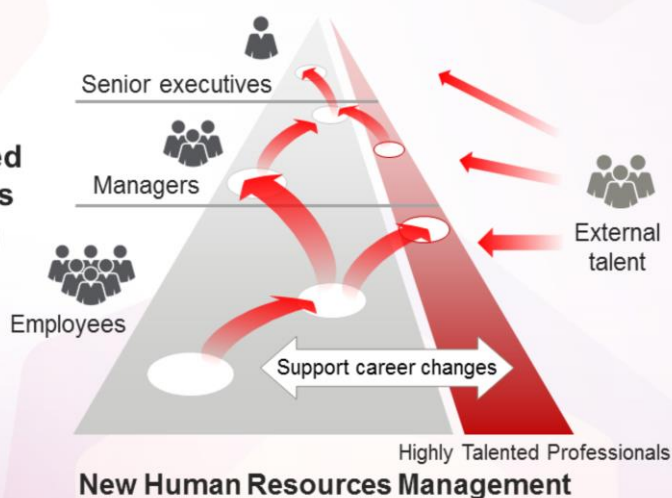 Senior executives
Managers
Employees
External
talent
Support career changes
Highly Talented Professionals
New Human Resources Management